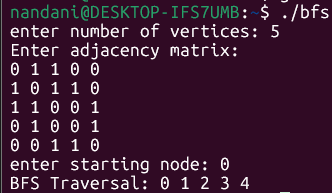 nandani@DESKTOP-IFS7UMB:~$ ./bfs
enter number of vertices: 5
Enter adjacency matrix:
0 1 1 0 0
1 0 1 1 0
1 1 0 0 1
0 1 0 0 1
0 0 1 1 0
enter starting node: 0
BFS Traversal: 0 1 2 3 4